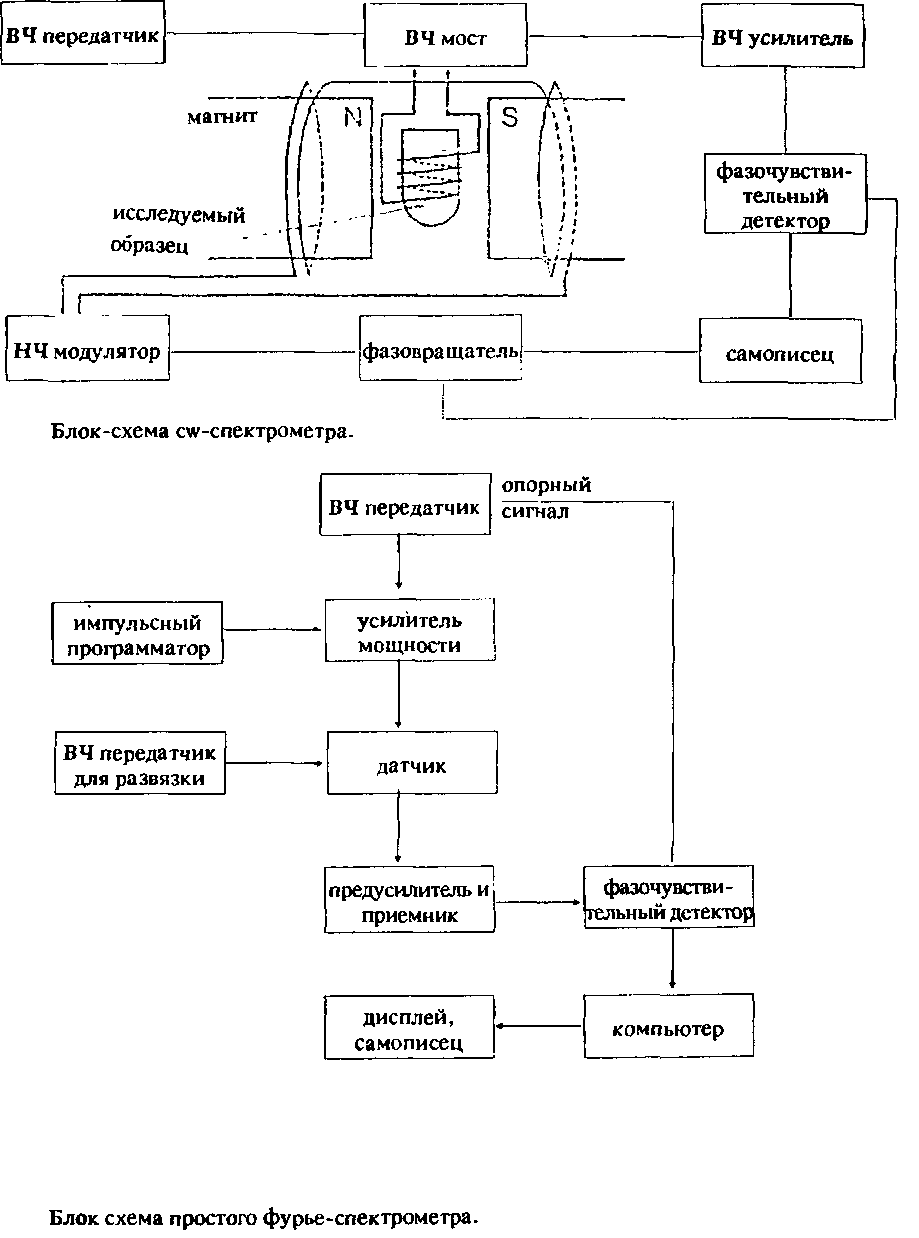 ВЧ передатчик
ВЧ мост
ВЧ усилитель
магнит
N
S
фазочувстви-
тельный
детектор
исследуемый
образец
НЧ модулятор
фазовращатель
самописец
Блок-схема cw-спектрометра.
ВЧ передатчик
опорный
сигнал
импульсный
программатор
усилитель
мощности
ВЧ передатчик
для развязки
датчик
предусилитель и
приемник
фазочувстви-
тельный детектор
дисплей,
самописец
компьютер
Блок схема простого фурье-спектрометра.